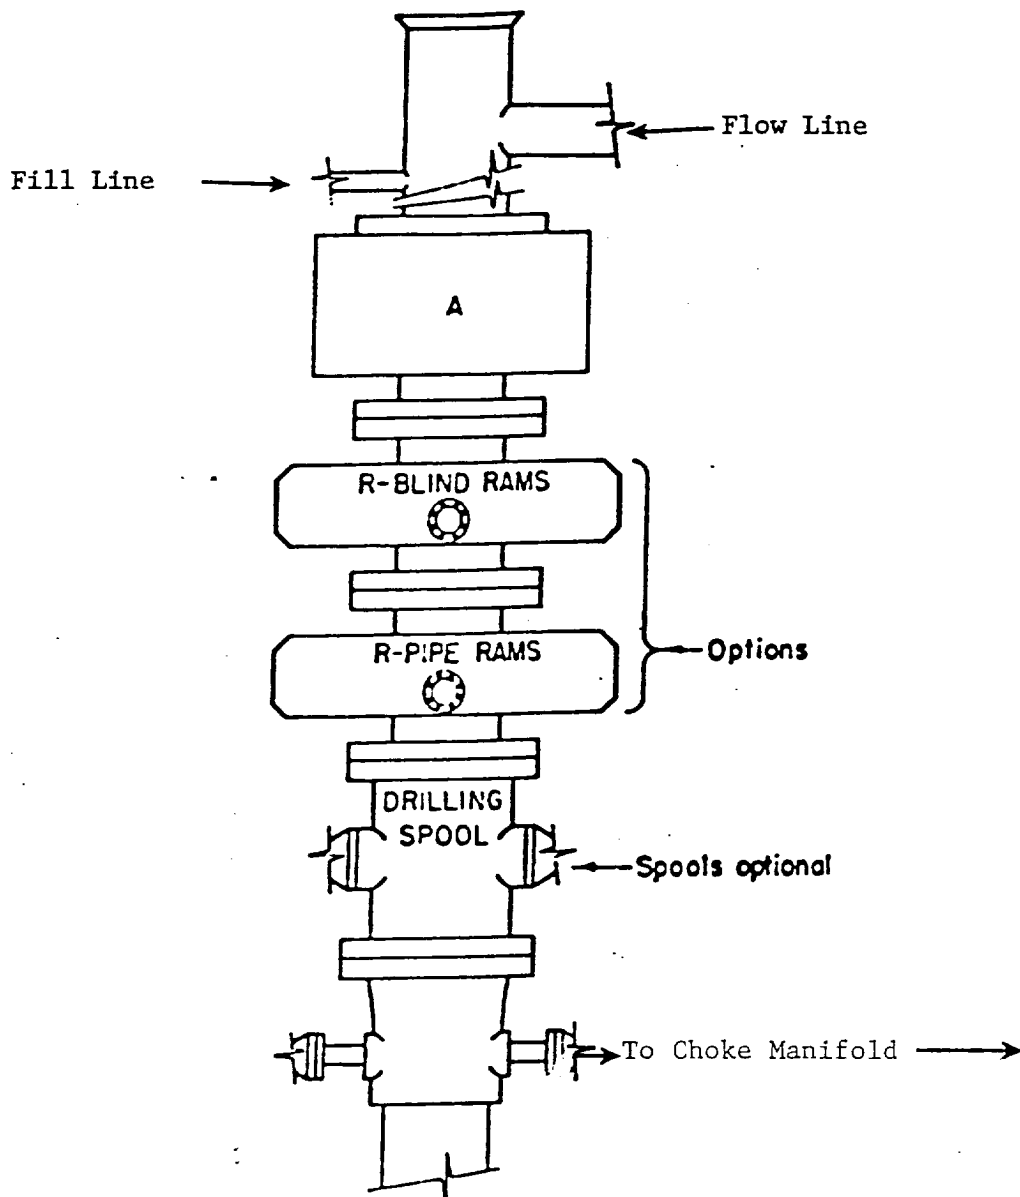 Flow Line
Fill Line
A
R-BLIND RAMS
R-PIPE RAMS
Options
DRILLING
SPOOL
Spools optional
To Choke Manifold